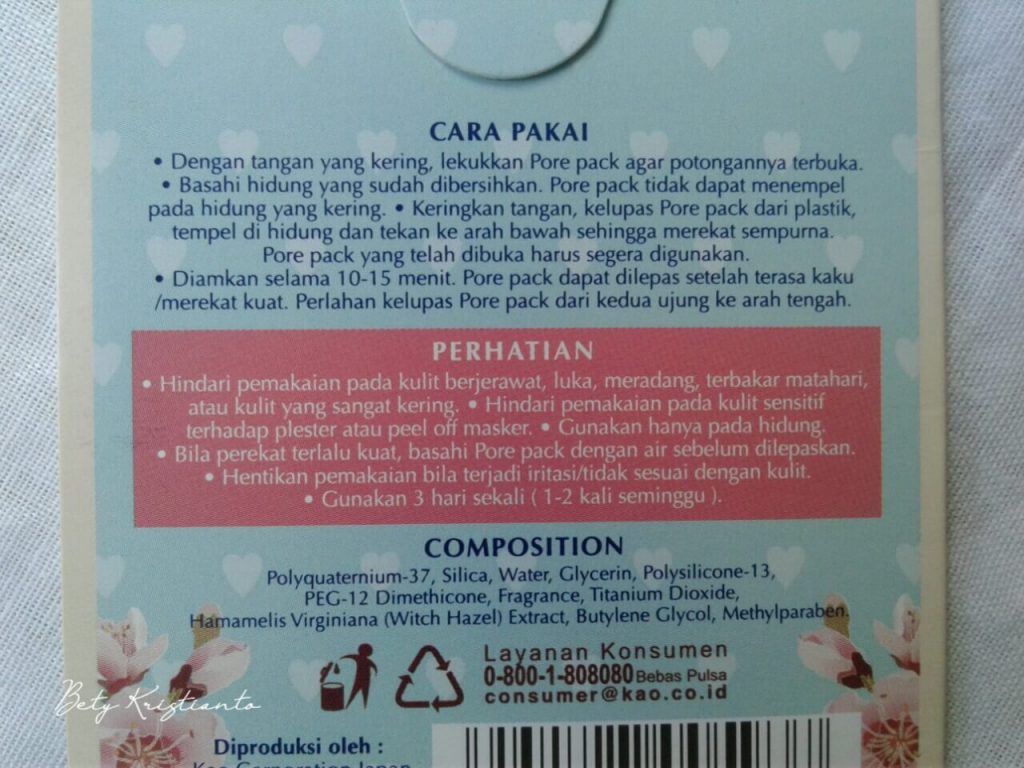 CARA PAKAI
• Dengan tangan yang kering, lekukkan Pore pack agar potongannya terbuka.
• Basahi hidung yang sudah dibersihkan. Pore pack tidak dapat menempel
pada hidung yang kering. • Keringkan tangan, kelupas Pore pack dari plastik,
tempel di hidung dan tekan ke arah bawah sehingga merekat sempurna.
Pore pack yang telah dibuka harus segera digunakan.
• Diamkan selama 10-15 menit. Pore pack dapat dilepas setelah terasa kaku
/merekat kuat. Perlahan kelupas Pore pack dari kedua ujung ke arah tengah.
PERHATIAN
• Hindari pemakaian pada kulit berjerawat, luka, meradang, terbakar matahari,
atau kulit yang sangat kering. • Hindari pemakaian pada kulit sensitif
terhadap plester atau peel off masker. • Gunakan hanya pada hidung.
• Bila perekat terlalu kuat, basahi Pore pack dengan air sebelum dilepaskan.
• Hentikan pemakaian bila terjadi iritasi/tidak sesuai dengan kulit.
• Gunakan 3 hari sekali ( 1-2 kali seminggu ).
COMPOSITION
Polyquaternium-37, Silica, Water, Glycerin, Polysilicone-13,
PEG-12 Dimethicone, Fragrance, Titanium Dioxide,
Hamamelis Virginiana (Witch Hazel) Extract, Butylene Glycol, Methylparaben.
Layanan Konsumen
0-800-1-808080 Bebas Pulsa
consumer@kao.co.id
Bety Kristianto
Diproduksi oleh :
Kao Corporation Japan